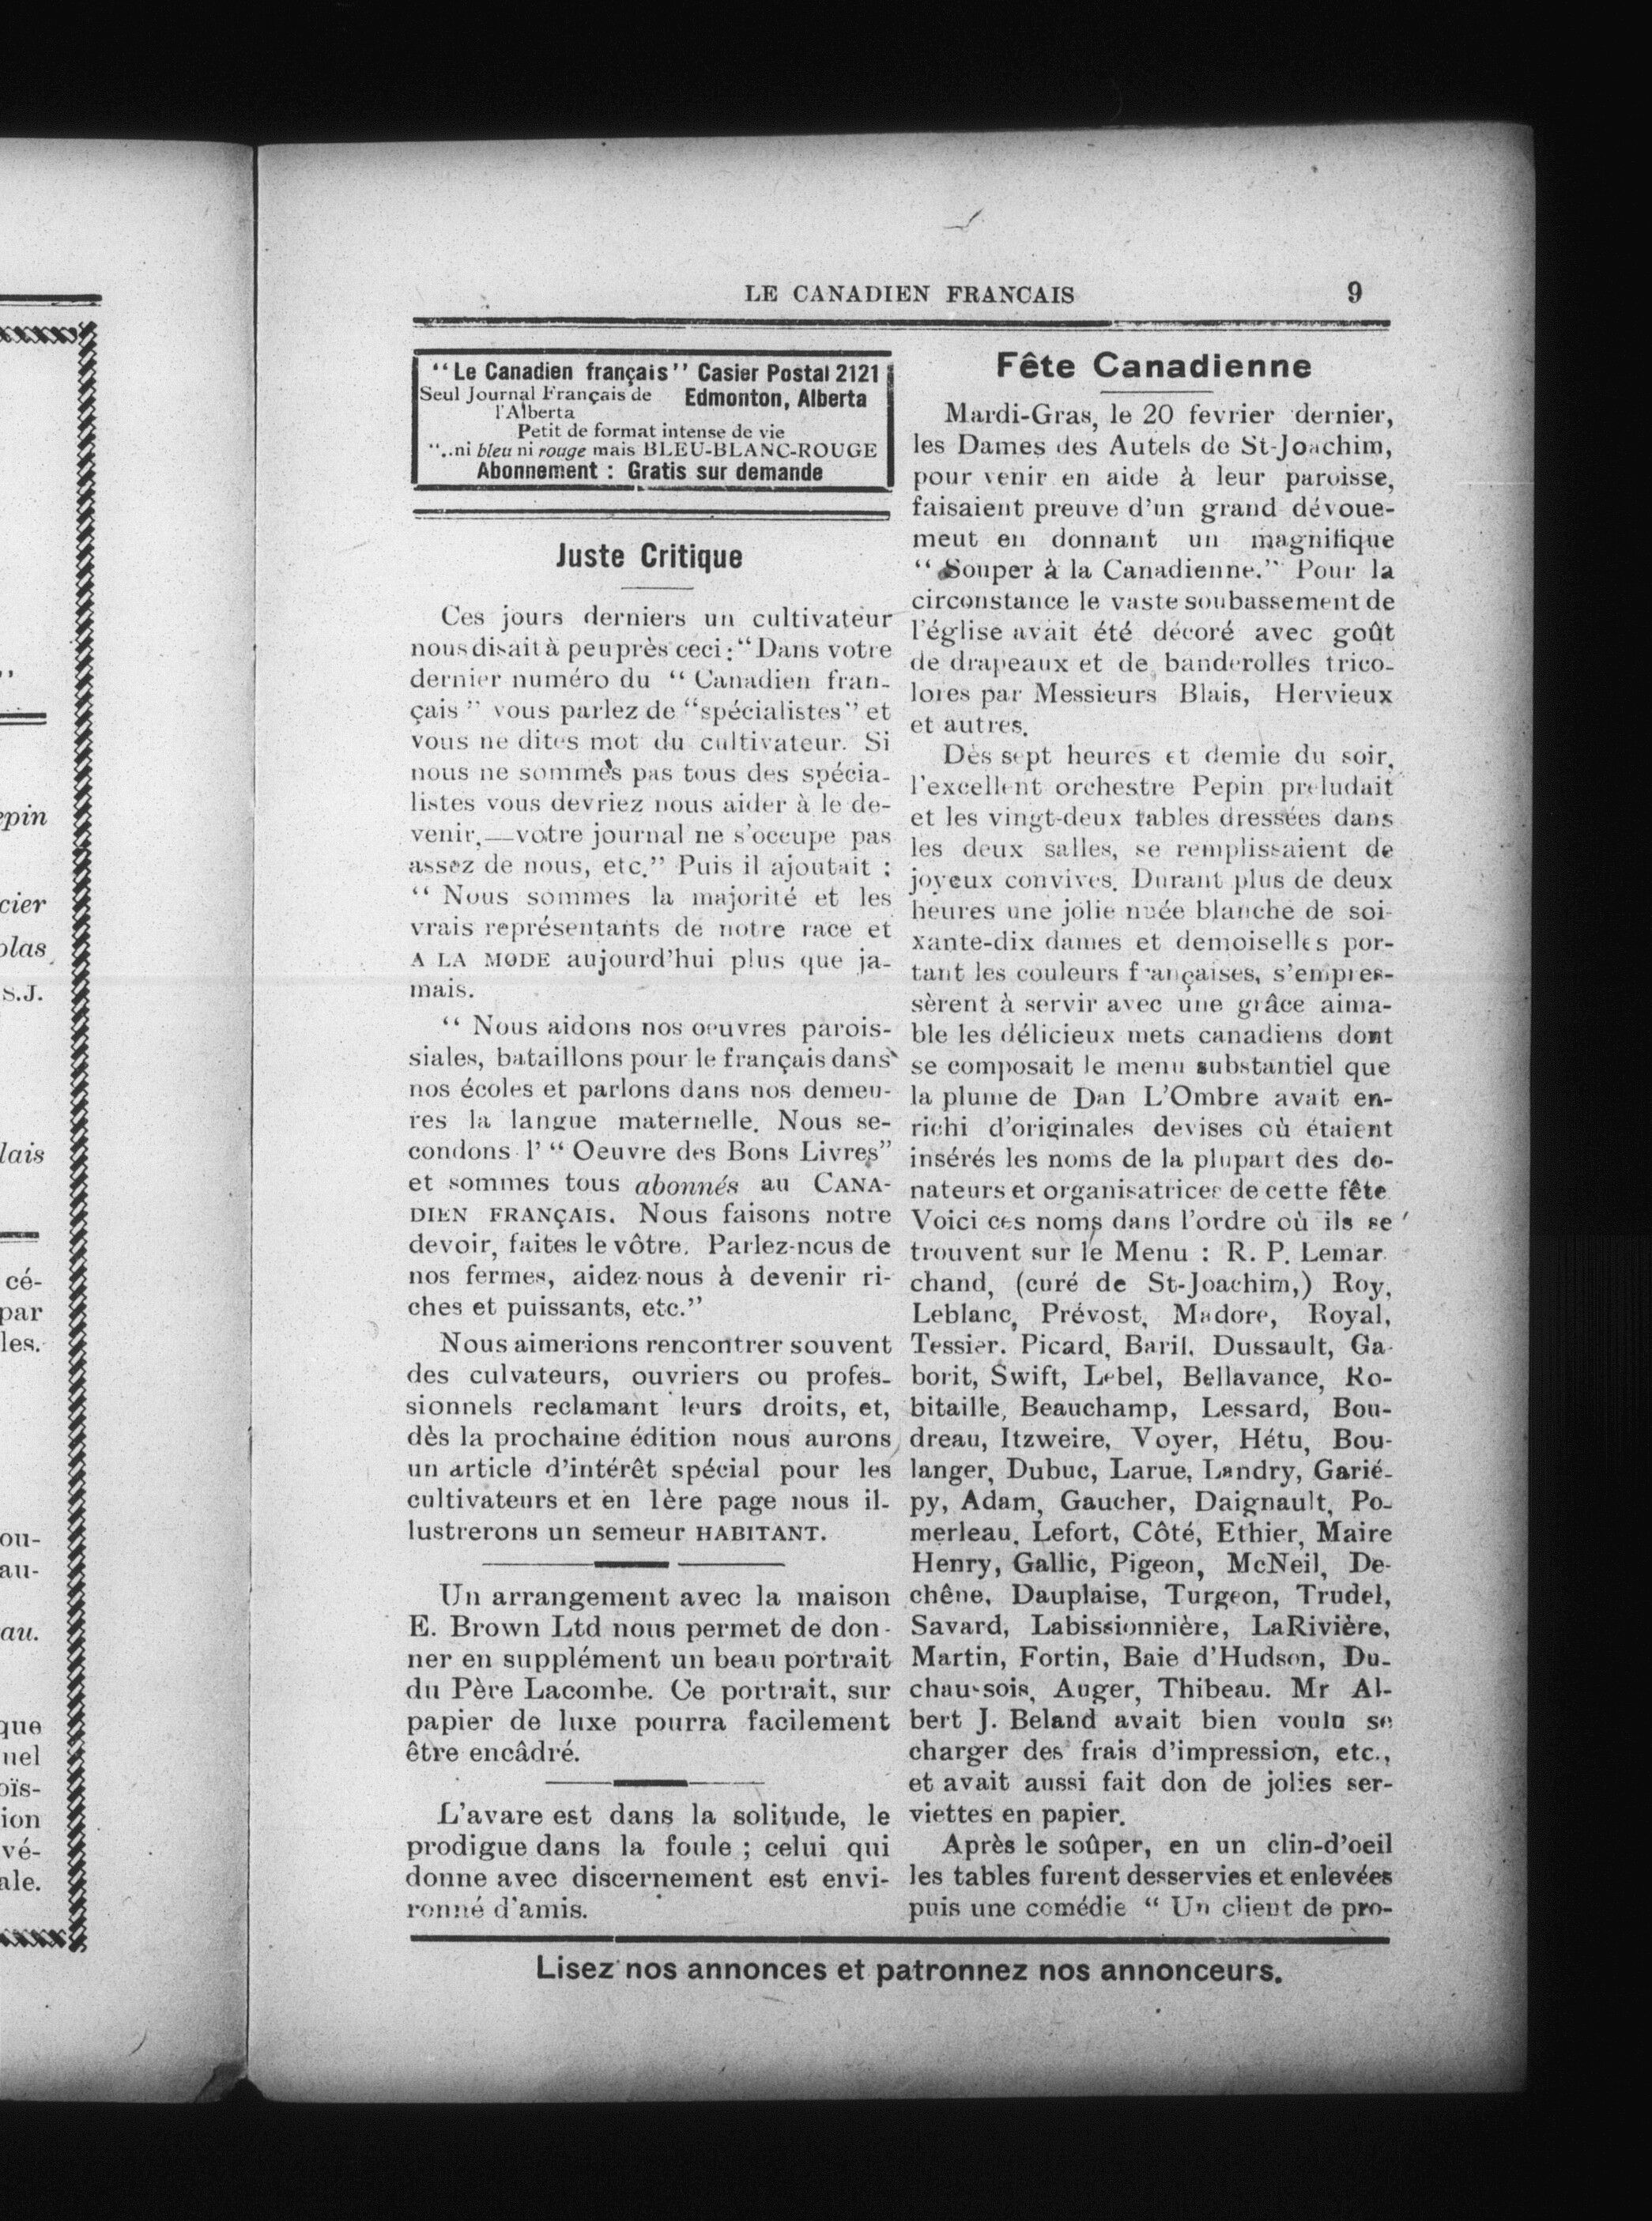 LE CANADIEN FRANCAIS 9
"Le Canadien français" Casier Postal 2121
Seul Journal Français de Edmonton, Alberta
l'Alberta
Petit de format intense de vie
"..ni bleu ni rouge mais BLEU-BLANC-ROUGE
Abonnement : Gratis sur demande
Juste Critique
Ces jours derniers un cultivateur
nous disait à peu près ceci: "Dans votre
dernier numéro du " Canadien fran-
çais " vous parlez de "spécialistes" et
vous ne dites mot du cultivateur. Si
nous ne sommes pas tous des spécia-
listes vous devriez nous aider à le de-
venir,—votre journal ne s'occupe pas
assez de nous, etc." Puis il ajoutait :
" Nous sommes la majorité et les
vrais représentants de notre race et
A LA MODE aujourd'hui plus que ja-
mais.
" Nous aidons nos oeuvres parois-
siales, bataillons pour le français dans
nos écoles et parlons dans nos demeu-
res la langue maternelle. Nous se-
condons l' " Oeuvre des Bons Livres"
et sommes tous abonnés au CANA-
DIEN FRANÇAIS. Nous faisons notre
devoir, faites le vôtre. Parlez-nous de
nos fermes, aidez-nous à devenir ri-
ches et puissants, etc."
Nous aimerions rencontrer souvent
des culvateurs, ouvriers ou profes-
sionnels reclamant leurs droits, et,
dès la prochaine édition nous aurons
un article d'intérêt spécial pour les
cultivateurs et en 1ère page nous il-
lustrerons un semeur HABITANT.
Un arrangement avec la maison
E. Brown Ltd nous permet de don-
ner en supplément un beau portrait
du Père Lacombe. Ce portrait, sur
papier de luxe pourra facilement
être encâdré.
L'avare est dans la solitude, le
prodigue dans la foule ; celui qui
donne avec discernement est envi-
ronné d'amis.
Fête Canadienne
Mardi-Gras, le 20 fevrier dernier,
les Dames des Autels de St-Joachim,
pour venir en aide à leur paroisse,
faisaient preuve d'un grand dévoue-
meut en donnant un magnifique
" Souper à la Canadienne." Pour la
circonstance le vaste soubassement de
l'église avait été décoré avec goût
de drapeaux et de banderolles trico-
lores par Messieurs Blais, Hervieux
et autres.
Dès sept heures et demie du soir,
l'excellent orchestre Pepin preludait
et les vingt-deux tables dressées dans
les deux salles, se remplissaient de
joyeux convives. Durant plus de deux
heures une jolie nuée blanche de soi-
xante-dix dames et demoiselles por-
tant les couleurs françaises, s'empres-
sèrent à servir avec une grâce aima-
ble les délicieux mets canadiens dont
se composait le menu substantiel que
la plume de Dan L'Ombre avait en-
richi d'originales devises où étaient
insérés les noms de la plupart des do-
nateurs et organisatrices de cette fête
Voici ces noms dans l'ordre où ils se
trouvent sur le Menu : R. P. Lemar
chand, (curé de St-Joachim,) Roy,
Leblanc, Prévost, Madore, Royal,
Tessier. Picard, Baril, Dussault, Ga-
borit, Swift, Lebel, Bellavance, Ro-
bitaille, Beauchamp, Lessard, Bou-
dreau, Itzweire, Voyer, Hétu, Bou-
langer, Dubuc, Larue, Landry, Garié-
py, Adam, Gaucher, Daignault, Po-
merleau, Lefort, Côté, Ethier, Maire
Henry, Gallic, Pigeon, McNeil, De-
chêne, Dauplaise, Turgeon, Trudel,
Savard, Labissionnière, LaRivière,
Martin, Fortin, Baie d'Hudson, Du-
chaussois, Auger, Thibeau. Mr Al-
bert J. Beland avait bien voulu se
charger des frais d'impression, etc.,
et avait aussi fait don de jolies ser-
viettes en papier.
Après le soûper, en un clin-d'oeil
les tables furent desservies et enlevées
puis une comédie " Un client de pro-
Lisez nos annonces et patronnez nos annonceurs.
epin
cier
olas
S.J.
lais
cé-
par
les.
ou-
au-
au.
que
uel
oïs-
ion
vé-
ale.